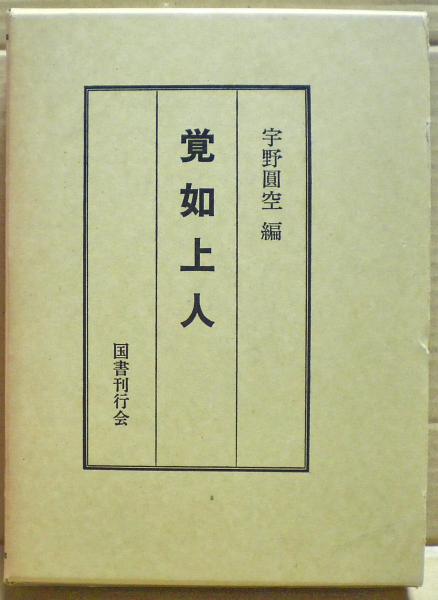 宇野圓空 編
覚如上人
国書刊行会